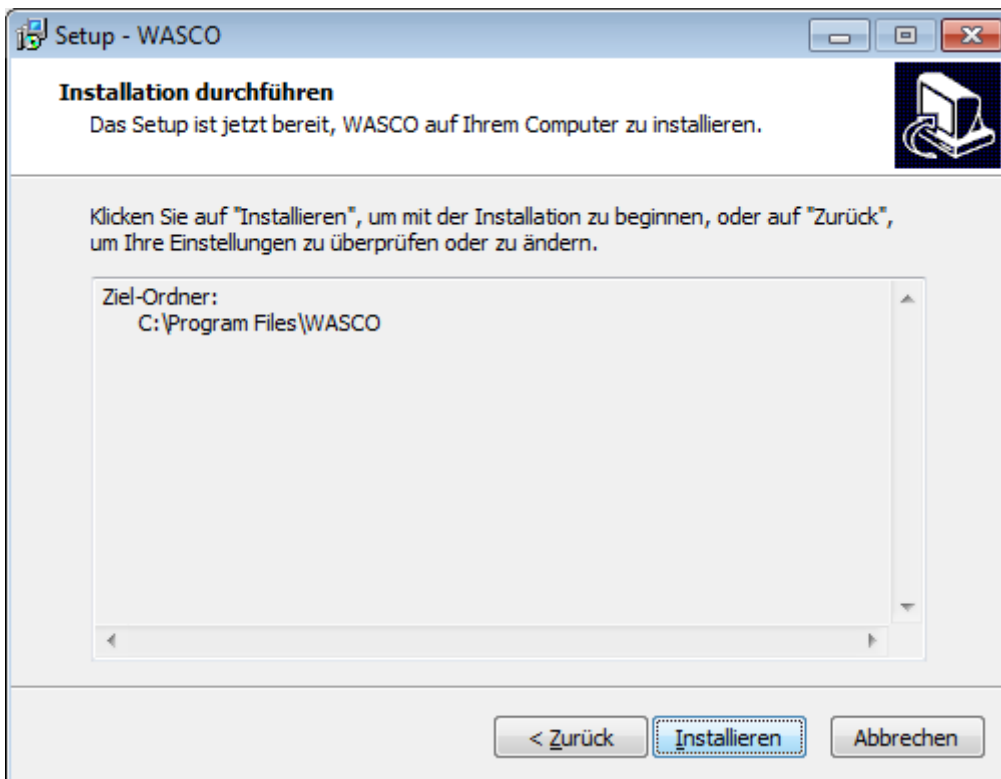 Setup - WASCO
Installation durchführen
Das Setup ist jetzt bereit, WASCO auf Ihrem Computer zu installieren.
Klicken Sie auf "Installieren", um mit der Installation zu beginnen, oder auf "Zurück",
um Ihre Einstellungen zu überprüfen oder zu ändern.
Ziel-Ordner:
C:\Program Files\WASCO
< Zurück
Installieren
Abbrechen